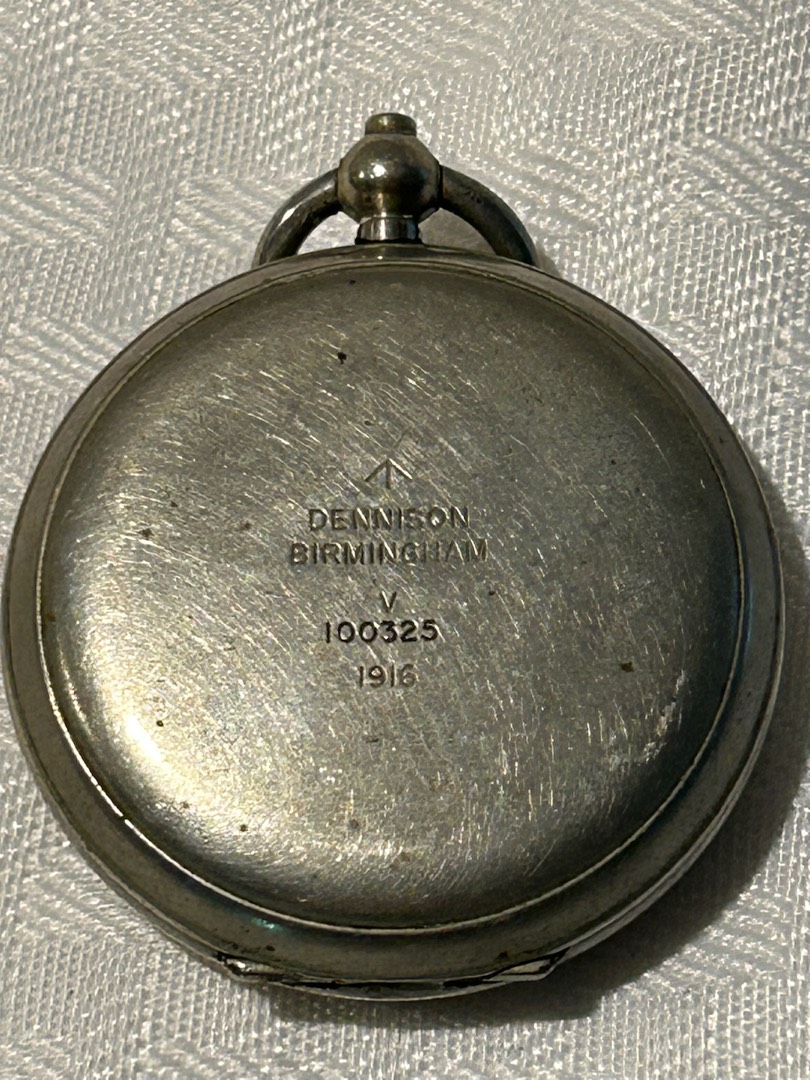 DENNISON
BIRMINGHAM
V
100325
1916